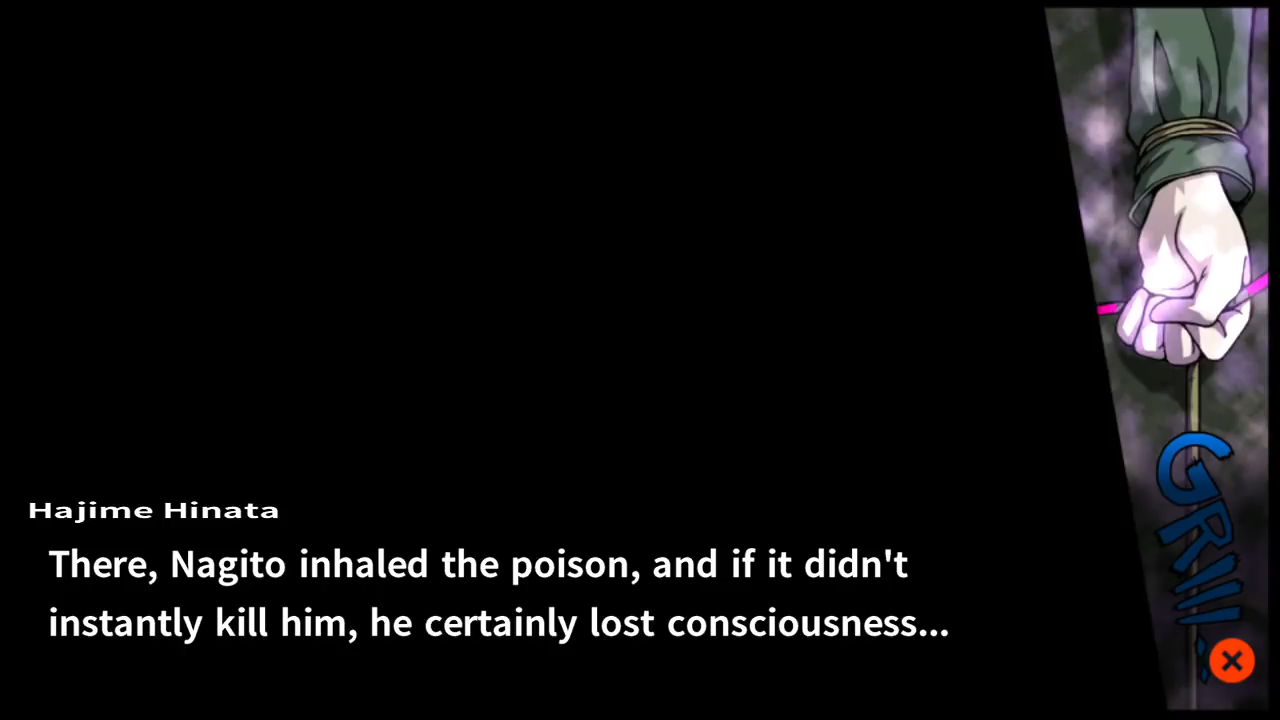 Hajime Hinata
There, Nagito inhaled the poison, and if it didn't
instantly kill him, he certainly lost consciousness...